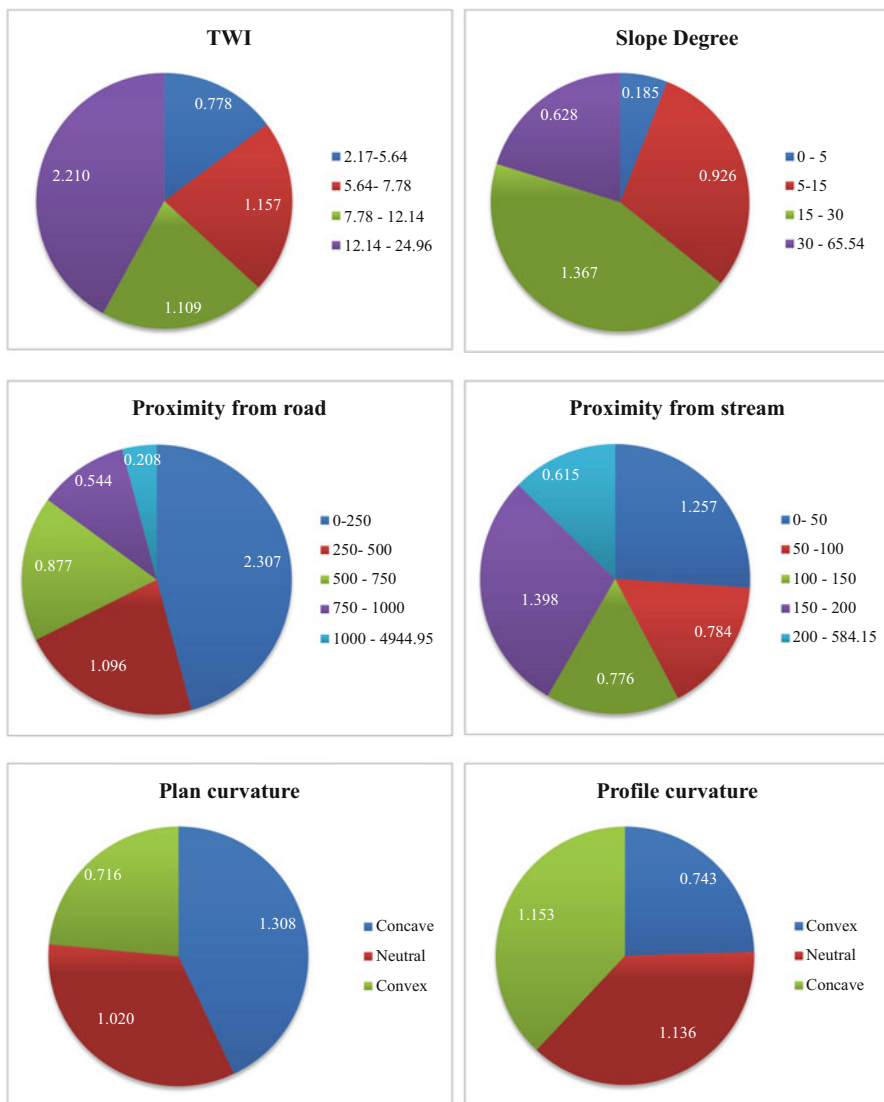 TWI
0.778
1.157
1.109
2.210
2.17-5.64
5.64- 7.78
7.78 - 12.14
12.14 - 24.96
Slope Degree
0.185
0.926
1.367
0.628
0 - 5
5-15
15 - 30
30 - 65.54
Proximity from road
2.307
1.096
0.877
0.544
0.208
0-250
250- 500
500 - 750
750 - 1000
1000 - 4944.95
Proximity from stream
1.257
0.784
0.776
1.398
0.615
0- 50
50 -100
100 - 150
150 - 200
200 - 584.15
Plan curvature
1.308
1.020
0.716
Concave
Neutral
Convex
Profile curvature
0.743
1.136
1.153
Convex
Neutral
Concave